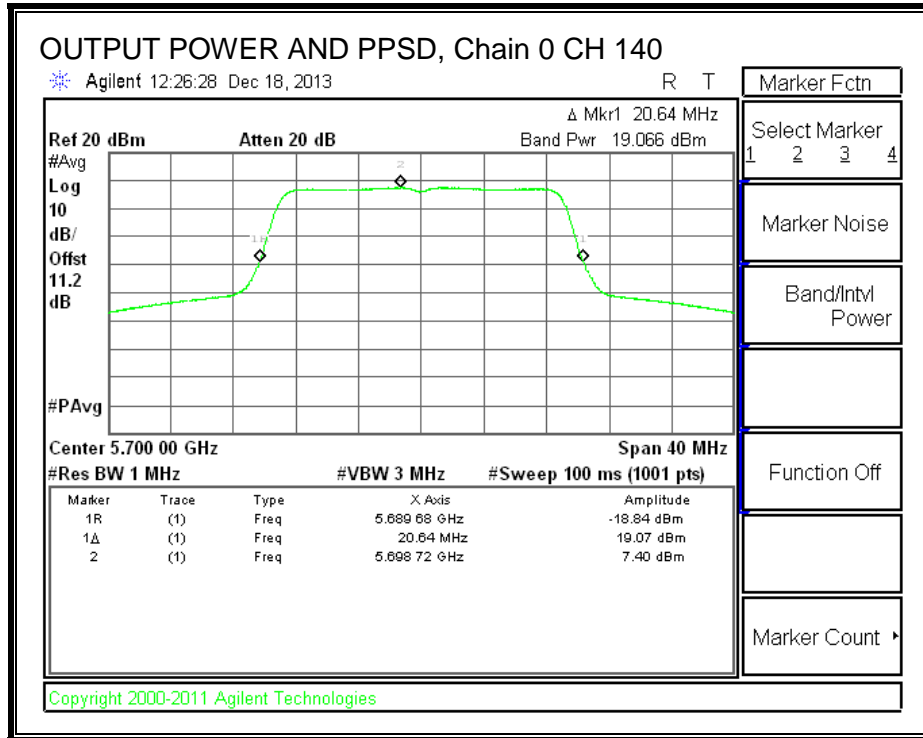 OUTPUT POWER AND PPSD, Chain 0 CH 140
Agilent 12:26:28 Dec 18, 2013 R T
Δ Mkr1 20.64 MHz
Ref 20 dBm Atten 20 dB Band Pwr 19.066 dBm
#Avg
Log
10
dB/
Offst
11.2
dB
#PAvg
2
1R
1
Center 5.700 00 GHz Span 40 MHz
#Res BW 1 MHz #VBW 3 MHz #Sweep 100 ms (1001 pts)
Marker Trace Type X Axis Amplitude
1R (1) Freq 5.689 68 GHz -18.84 dBm
1Δ (1) Freq 20.64 MHz 19.07 dBm
2 (1) Freq 5.698 72 GHz 7.40 dBm
Copyright 2000-2011 Agilent Technologies
Marker Fctn
Select Marker
1 2 3 4
Marker Noise
Band/Intvl
Power
Function Off
Marker Count